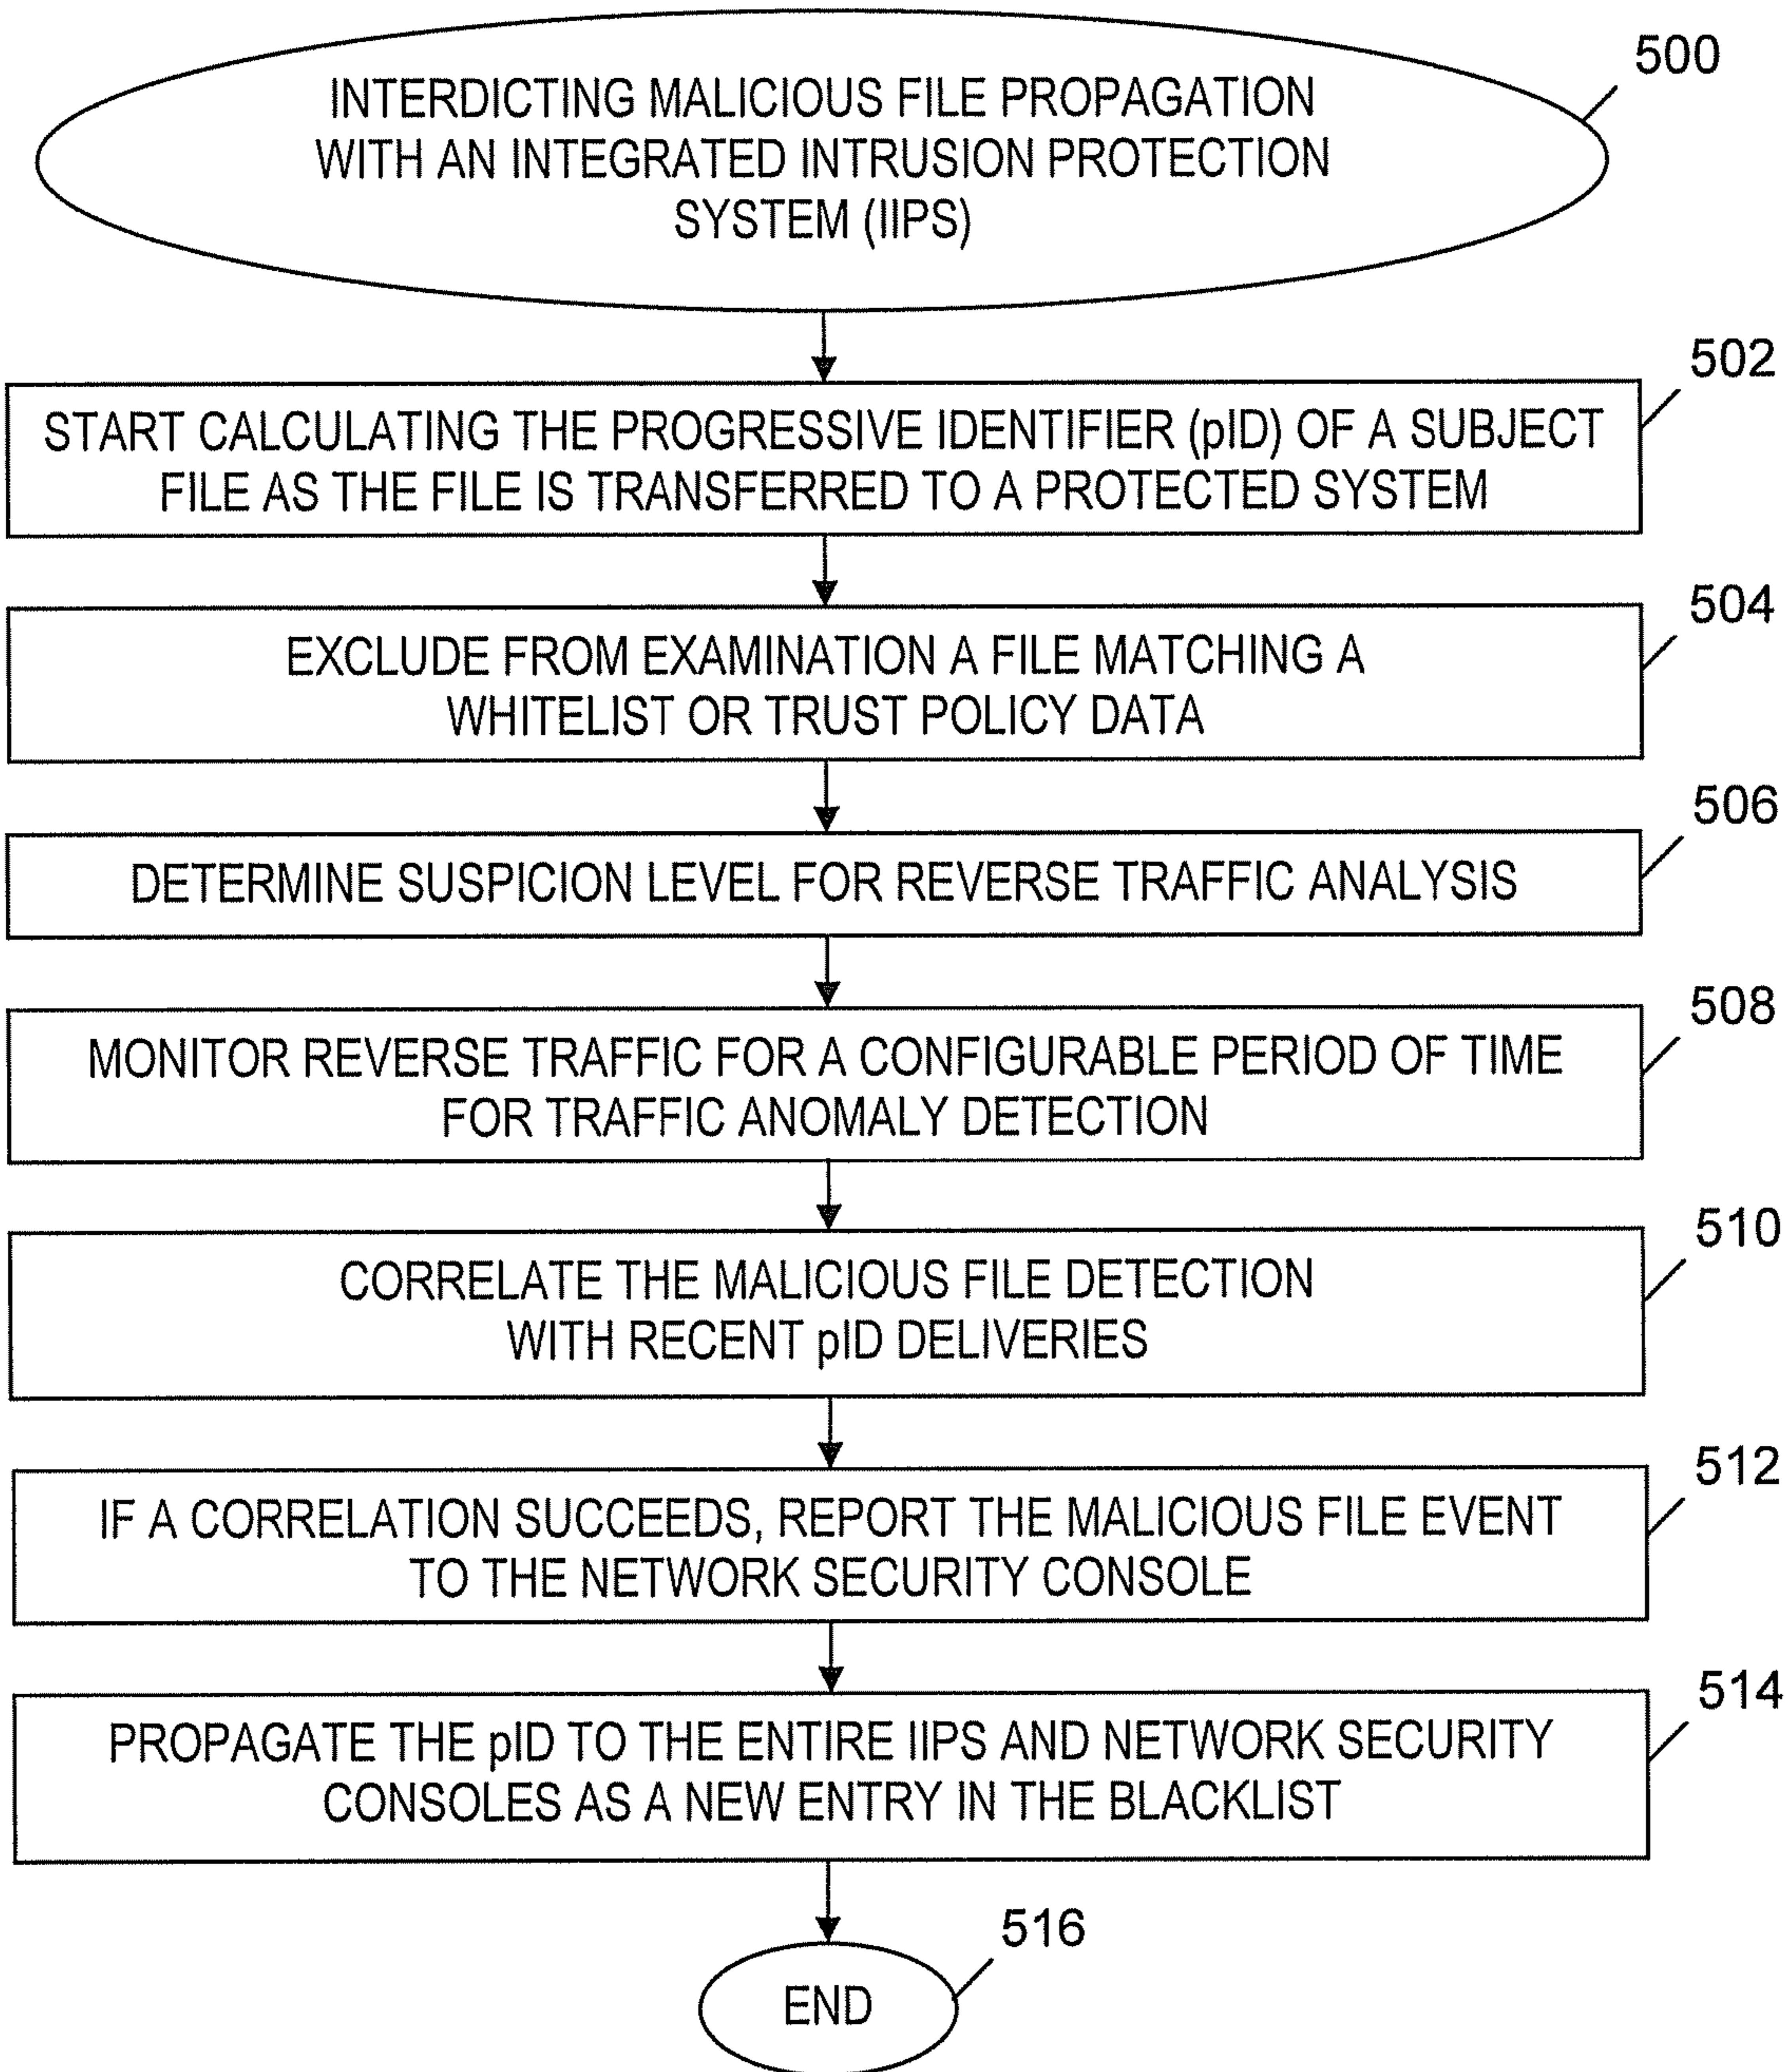 500
INTERDICTING MALICIOUS FILE PROPAGATION
WITH AN INTEGRATED INTRUSION PROTECTION
SYSTEM (IIPS)
502
START CALCULATING THE PROGRESSIVE IDENTIFIER (pID) OF A SUBJECT
FILE AS THE FILE IS TRANSFERRED TO A PROTECTED SYSTEM
504
EXCLUDE FROM EXAMINATION A FILE MATCHING A
WHITELIST OR TRUST POLICY DATA
506
DETERMINE SUSPICION LEVEL FOR REVERSE TRAFFIC ANALYSIS
508
MONITOR REVERSE TRAFFIC FOR A CONFIGURABLE PERIOD OF TIME
FOR TRAFFIC ANOMALY DETECTION
510
CORRELATE THE MALICIOUS FILE DETECTION
WITH RECENT pID DELIVERIES
512
IF A CORRELATION SUCCEEDS, REPORT THE MALICIOUS FILE EVENT
TO THE NETWORK SECURITY CONSOLE
514
PROPAGATE THE pID TO THE ENTIRE IIPS AND NETWORK SECURITY
CONSOLES AS A NEW ENTRY IN THE BLACKLIST
516
END